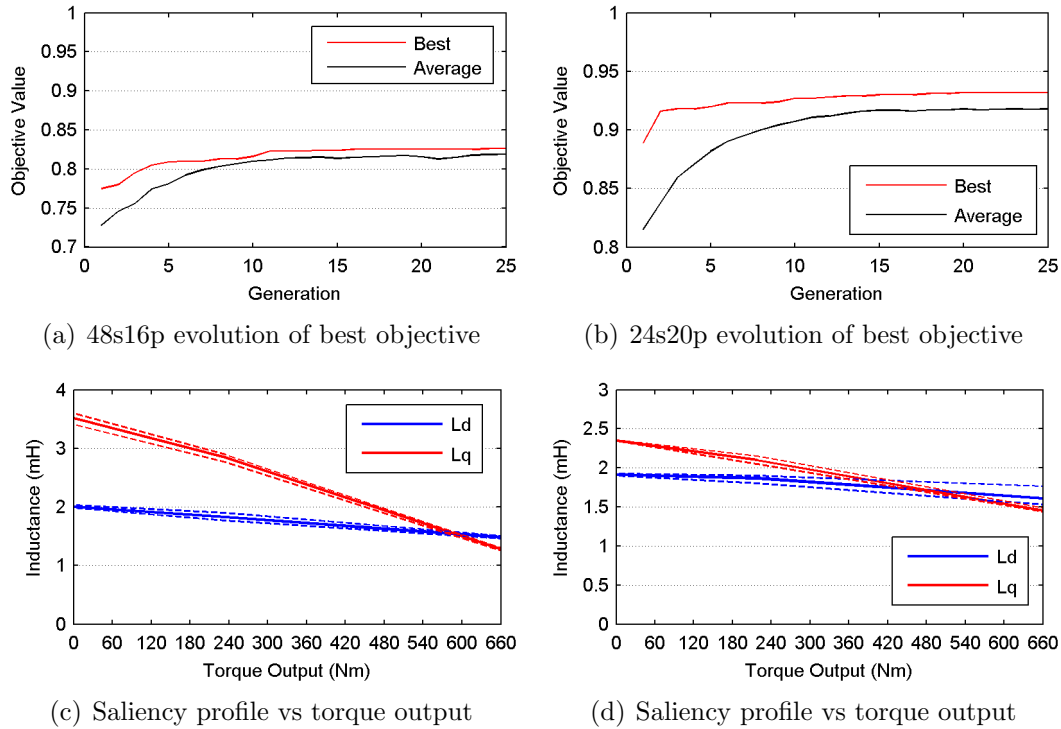 1
0.95
0.9
0.85
0.8
0.75
0.7
Objective Value
Best
Average
0 5 10 15 20 25
Generation
(a) 48s16p evolution of best objective
1
0.95
0.9
0.85
0.8
Objective Value
Best
Average
0 5 10 15 20 25
Generation
(b) 24s20p evolution of best objective
4
3
2
1
0
Inductance (mH)
Ld
Lq
0 60 120 180 240 300 360 420 480 540 600 660
Torque Output (Nm)
(c) Saliency profile vs torque output
3
2.5
2
1.5
1
0.5
0
Inductance (mH)
Ld
Lq
0 60 120 180 240 300 360 420 480 540 600 660
Torque Output (Nm)
(d) Saliency profile vs torque output